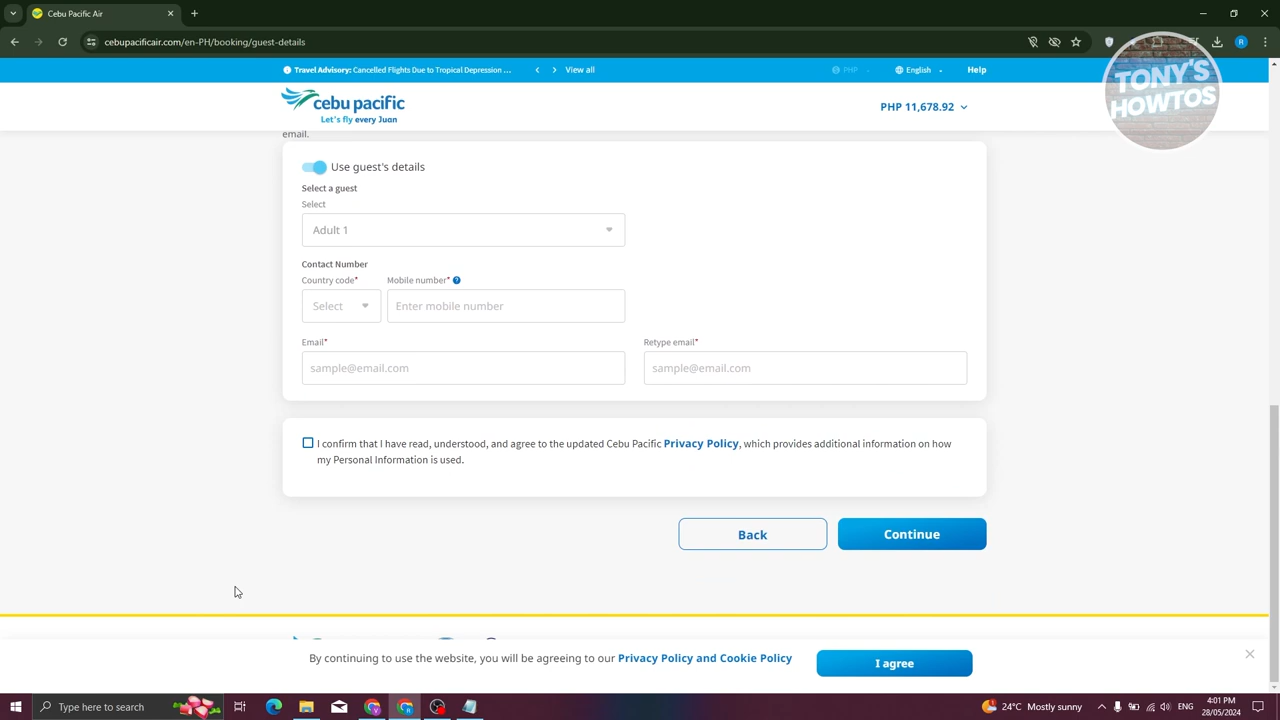 Cebu Pacific Air
cebupacificair.com/en-PH/booking/guest-details
R
Travel Advisory: Cancelled Flights Due to Tropical Depression ...
View all
PHP
English
Help
cebu pacific
Let's fly every Juan
PHP 11,678.92
TONY'S
HOWTOS
email.
Use guest's details
Select a guest
Select
Adult 1
Contact Number
Country code* Mobile number* ?
Select
Enter mobile number
Email* Retype email*
sample@email.com sample@email.com
I confirm that I have read, understood, and agree to the updated Cebu Pacific Privacy Policy, which provides additional information on how
my Personal Information is used.
Back Continue
By continuing to use the website, you will be agreeing to our Privacy Policy and Cookie Policy
I agree
Type here to search
24°C Mostly sunny
ENG
4:01 PM
28/05/2024